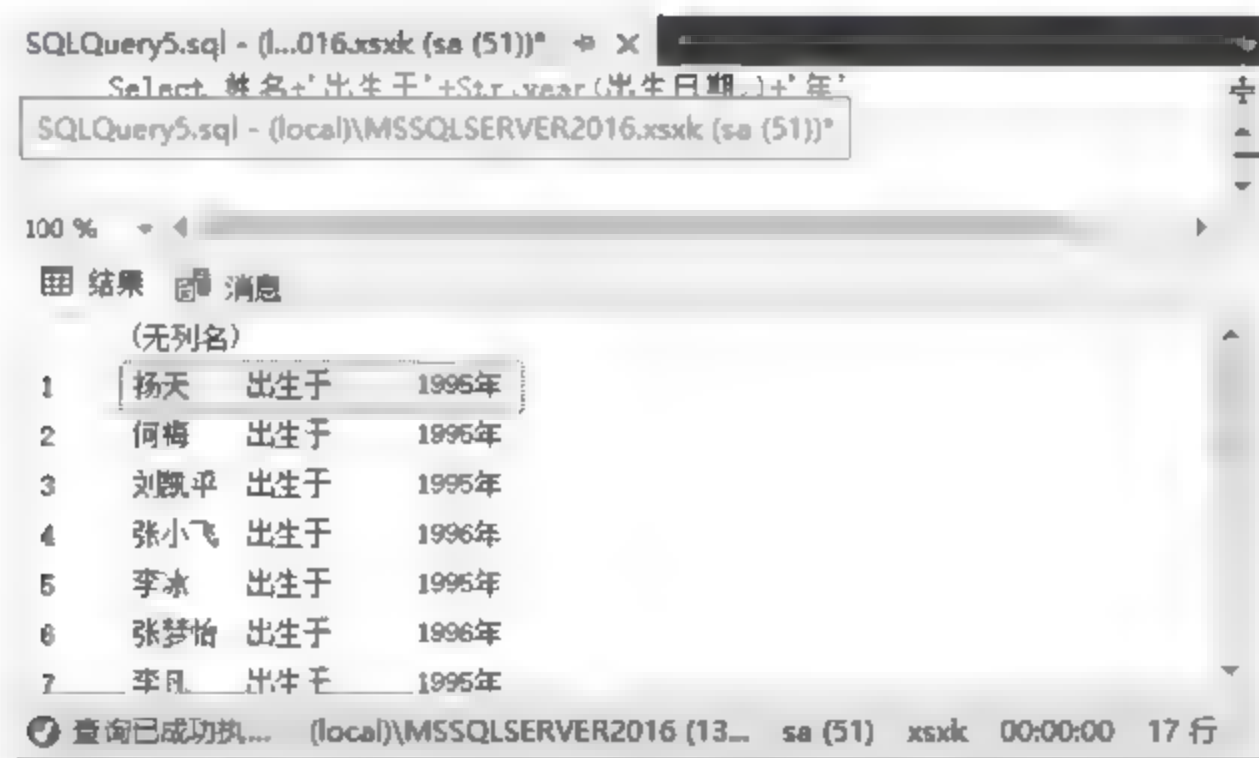 SQLQuery5.sql - (l...016.xsxk (sa (51))*
Select 姓名+'出生于'+Str(year(出生日期))+'年'
SQLQuery5.sql - (local)\MSSQLSERVER2016.xsxk (sa (51))*
100 %
结果 消息
(无列名)
1 扬天 出生于 1995年
2 何梅 出生于 1995年
3 刘凯平 出生于 1995年
4 张小飞 出生于 1996年
5 李冰 出生于 1995年
6 张梦怡 出生于 1996年
7 李凡 出生于 1995年
查询已成功执... (local)\MSSQLSERVER2016 (13... sa (51) xsxk 00:00:00 17 行